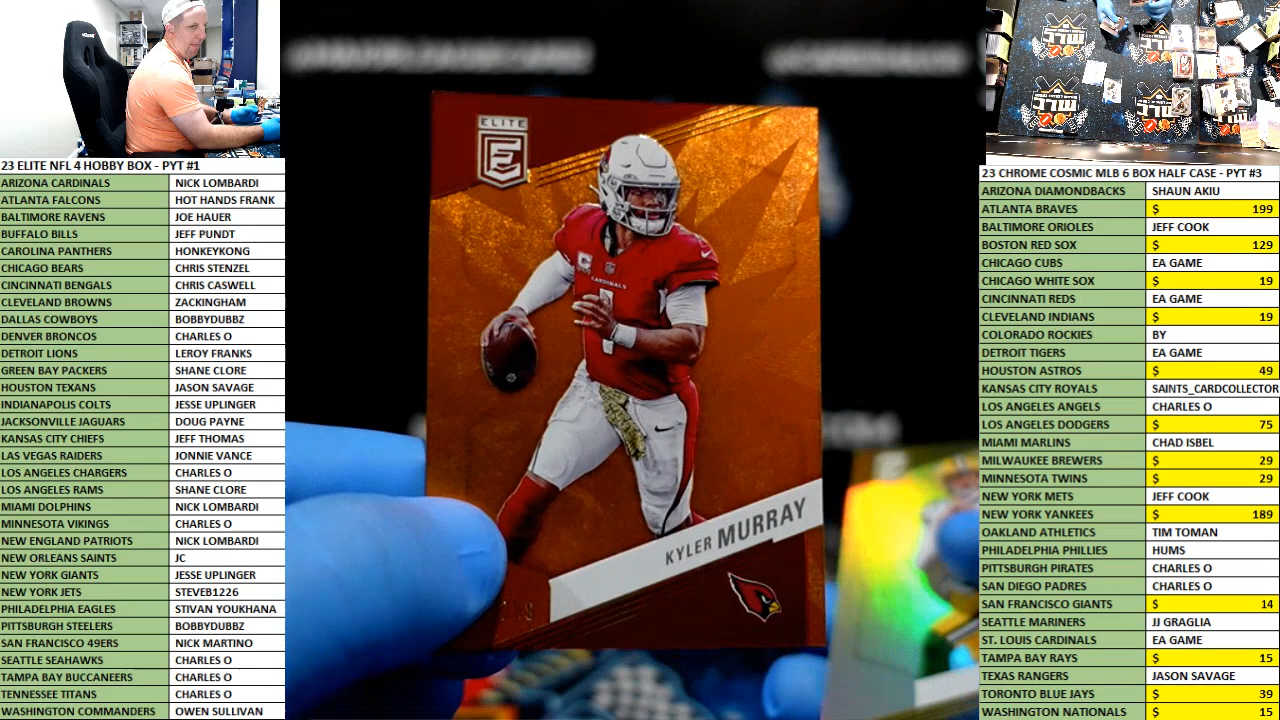 23 ELITE NFL 4 HOBBY BOX - PYT #1
ARIZONA CARDINALS NICK LOMBARDI
ATLANTA FALCONS HOT HANDS FRANK
BALTIMORE RAVENS JOE HAUER
BUFFALO BILLS JEFF PUNDT
CAROLINA PANTHERS HONKEYKONG
CHICAGO BEARS CHRIS STENZEL
CINCINNATI BENGALS CHRIS CASWELL
CLEVELAND BROWNS ZACKINGHAM
DALLAS COWBOYS BOBBYDUBBZ
DENVER BRONCOS CHARLES O
DETROIT LIONS LEROY FRANKS
GREEN BAY PACKERS SHANE CLORE
HOUSTON TEXANS JASON SAVAGE
INDIANAPOLIS COLTS JESSE UPLINGER
JACKSONVILLE JAGUARS DOUG PAYNE
KANSAS CITY CHIEFS JEFF THOMAS
LAS VEGAS RAIDERS JONNIE VANCE
LOS ANGELES CHARGERS CHARLES O
LOS ANGELES RAMS SHANE CLORE
MIAMI DOLPHINS NICK LOMBARDI
MINNESOTA VIKINGS CHARLES O
NEW ENGLAND PATRIOTS NICK LOMBARDI
NEW ORLEANS SAINTS JC
NEW YORK GIANTS JESSE UPLINGER
NEW YORK JETS STEVEB1226
PHILADELPHIA EAGLES STIVAN YOUKHANA
PITTSBURGH STEELERS BOBBYDUBBZ
SAN FRANCISCO 49ERS NICK MARTINO
SEATTLE SEAHAWKS CHARLES O
TAMPA BAY BUCCANEERS CHARLES O
TENNESSEE TITANS CHARLES O
WASHINGTON COMMANDERS OWEN SULLIVAN
ELITE
E
CARDINALS
1
KYLER MURRAY
23 CHROME COSMIC MLB 6 BOX HALF CASE - PYT #3
ARIZONA DIAMONDBACKS SHAUN AKIU
ATLANTA BRAVES $ 199
BALTIMORE ORIOLES JEFF COOK
BOSTON RED SOX $ 129
CHICAGO CUBS EA GAME
CHICAGO WHITE SOX $ 19
CINCINNATI REDS EA GAME
CLEVELAND INDIANS $ 19
COLORADO ROCKIES BY
DETROIT TIGERS EA GAME
HOUSTON ASTROS $ 49
KANSAS CITY ROYALS SAINTS_CARDCOLLECTOR
LOS ANGELES ANGELS CHARLES O
LOS ANGELES DODGERS $ 75
MIAMI MARLINS CHAD ISBEL
MILWAUKEE BREWERS $ 29
MINNESOTA TWINS $ 29
NEW YORK METS JEFF COOK
NEW YORK YANKEES $ 189
OAKLAND ATHLETICS TIM TOMAN
PHILADELPHIA PHILLIES HUMS
PITTSBURGH PIRATES CHARLES O
SAN DIEGO PADRES CHARLES O
SAN FRANCISCO GIANTS $ 14
SEATTLE MARINERS JJ GRAGLIA
ST. LOUIS CARDINALS EA GAME
TAMPA BAY RAYS $ 15
TEXAS RANGERS JASON SAVAGE
TORONTO BLUE JAYS $ 39
WASHINGTON NATIONALS $ 15